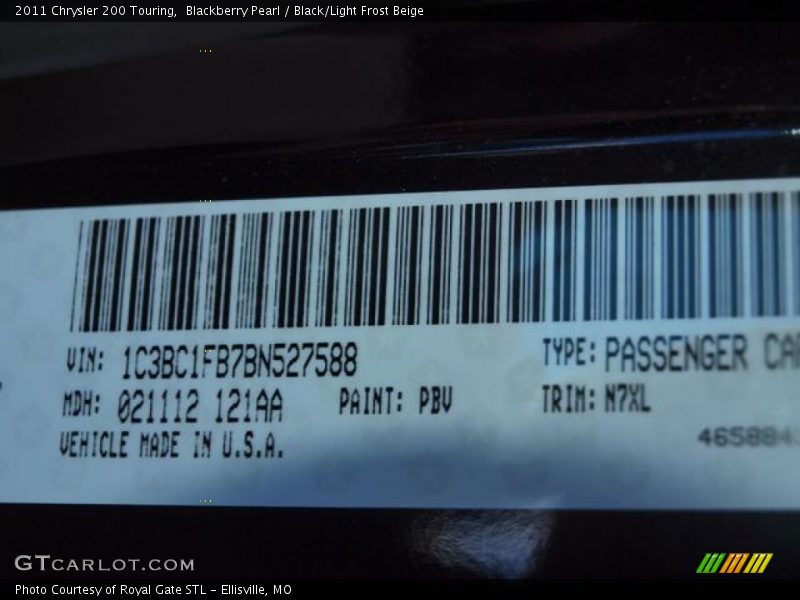 2011 Chrysler 200 Touring,  Blackberry Pearl / Black/Light Frost Beige
VIN: 1C3BC1FB7BN527588
TYPE: PASSENGER
MDH: 021112 121AA
PAINT: PBV
TRIM: N7XL
VEHICLE MADE IN U.S.A.
GTCARLOT.COM
Photo Courtesy of Royal Gate STL - Ellisville, MO